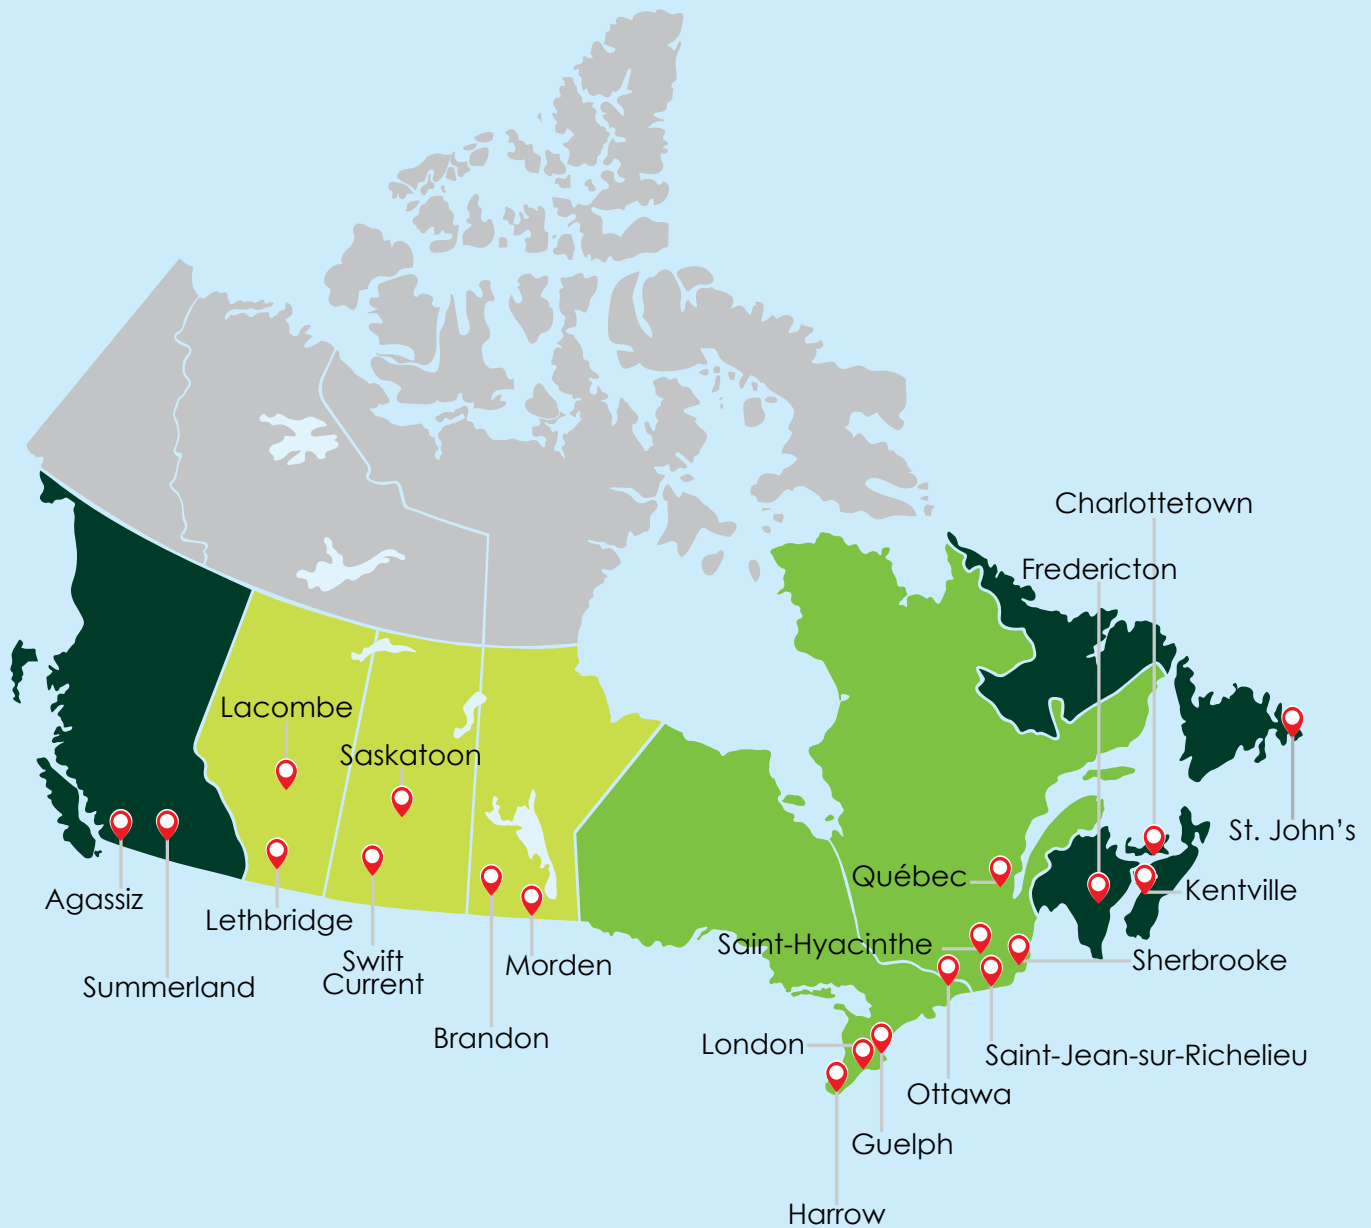 Charlottetown
Fredericton
Lacombe
Saskatoon
St. John’s
Québec
Kentville
Agassiz
Lethbridge
Saint-Hyacinthe
Sherbrooke
Swift
Current
Morden
Summerland
Brandon
London
Saint-Jean-sur-Richelieu
Ottawa
Guelph
Harrow